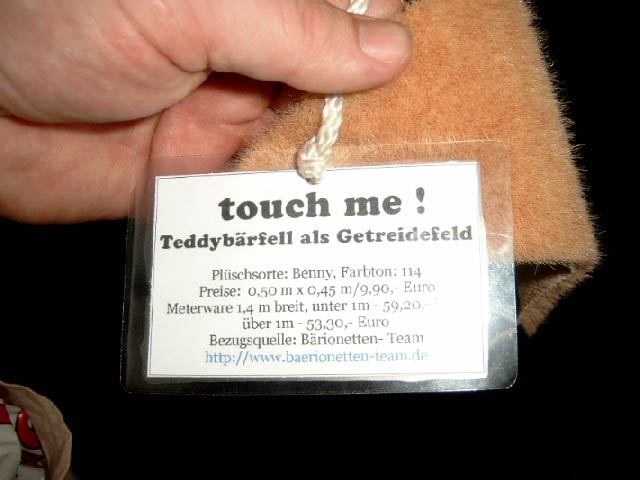 touch me !
Teddybärfell als Getreidefeld
Plüschsorte: Benny, Farbton: 114
Preise: 0,50 m x 0,45 m/9,90,- Euro
Meterware 1,4 m breit, unter 1m - 59,20,-
über 1m - 53,30,- Euro
Bezugsquelle: Bärionetten- Team
http://www.baerionetten-team.de